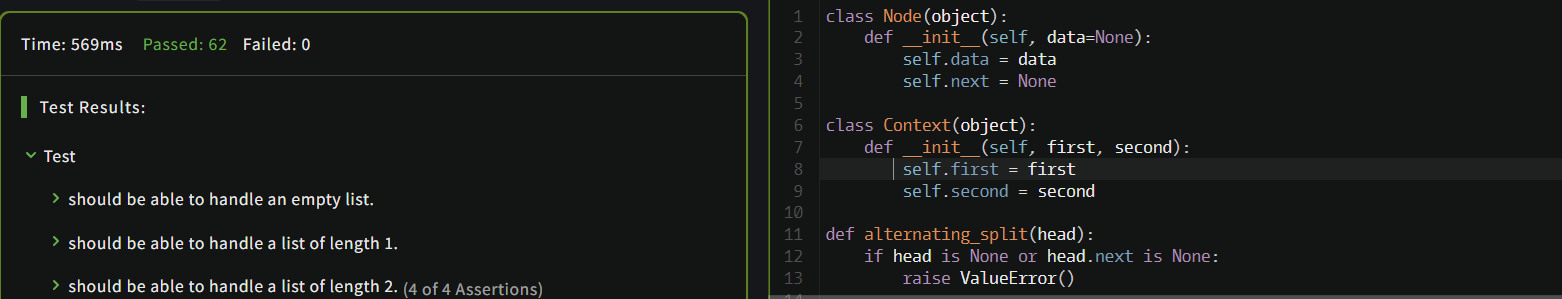 Time: 569ms Passed: 62 Failed: 0
Test Results:
Test
should be able to handle an empty list.
should be able to handle a list of length 1.
should be able to handle a list of length 2. (4 of 4 Assertions)
1 class Node(object):
2     def __init__(self, data=None):
3         self.data = data
4         self.next = None
5
6 class Context(object):
7     def __init__(self, first, second):
8         self.first = first
9         self.second = second
10
11 def alternating_split(head):
12     if head is None or head.next is None:
13         raise ValueError()